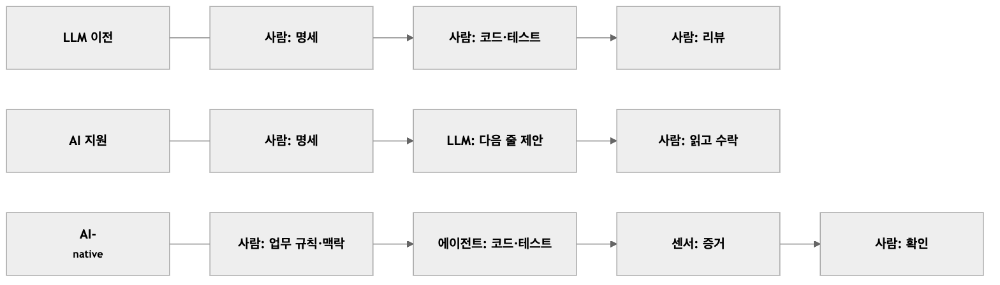 LLM 이전
사람: 명세
사람: 코드·테스트
사람: 리뷰
AI 지원
사람: 명세
LLM: 다음 줄 제안
사람: 읽고 수락
AI-
native
사람: 업무 규칙·맥락
에이전트: 코드·테스트
센서: 증거
사람: 확인